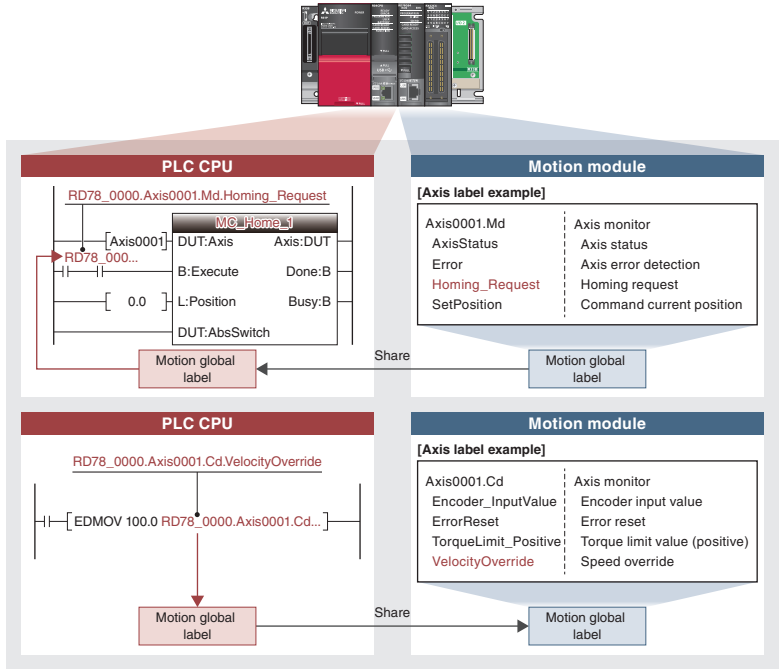 MITSUBISHI
PLC CPU
RD78_0000.Axis0001.Md.Homing_Request
MC_Home_1
Axis0001
DUT:Axis
Axis:DUT
RD78_000...
B:Execute
Done:B
0.0
L:Position
Busy:B
DUT:AbsSwitch
Motion global
label
Share
Motion module
[Axis label example]
Axis0001.Md Axis monitor
AxisStatus Axis status
Error Axis error detection
Homing_Request Homing request
SetPosition Command current position
Motion global
label
PLC CPU
RD78_0000.Axis0001.Cd.VelocityOverride
EDMOV 100.0 RD78_0000.Axis0001.Cd...
Motion global
label
Share
Motion module
[Axis label example]
Axis0001.Cd Axis monitor
Encoder_InputValue Encoder input value
ErrorReset Error reset
TorqueLimit_Positive Torque limit value (positive)
VelocityOverride Speed override
Motion global
label